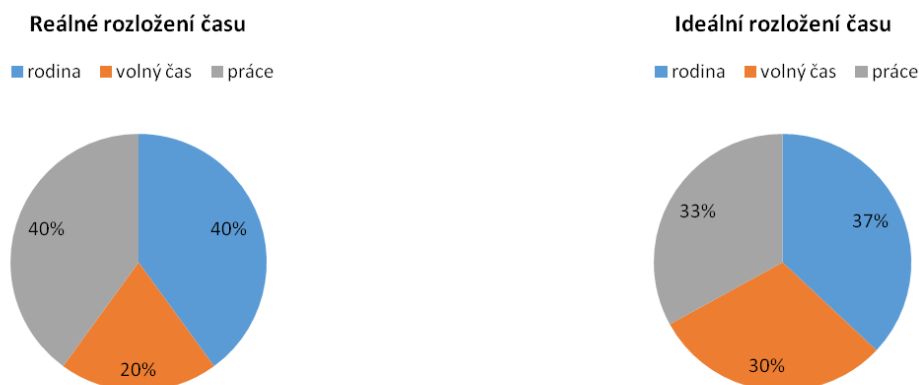 Reálné rozložení času
rodina volný čas práce
40%
40%
20%
Ideální rozložení času
rodina volný čas práce
33%
37%
30%